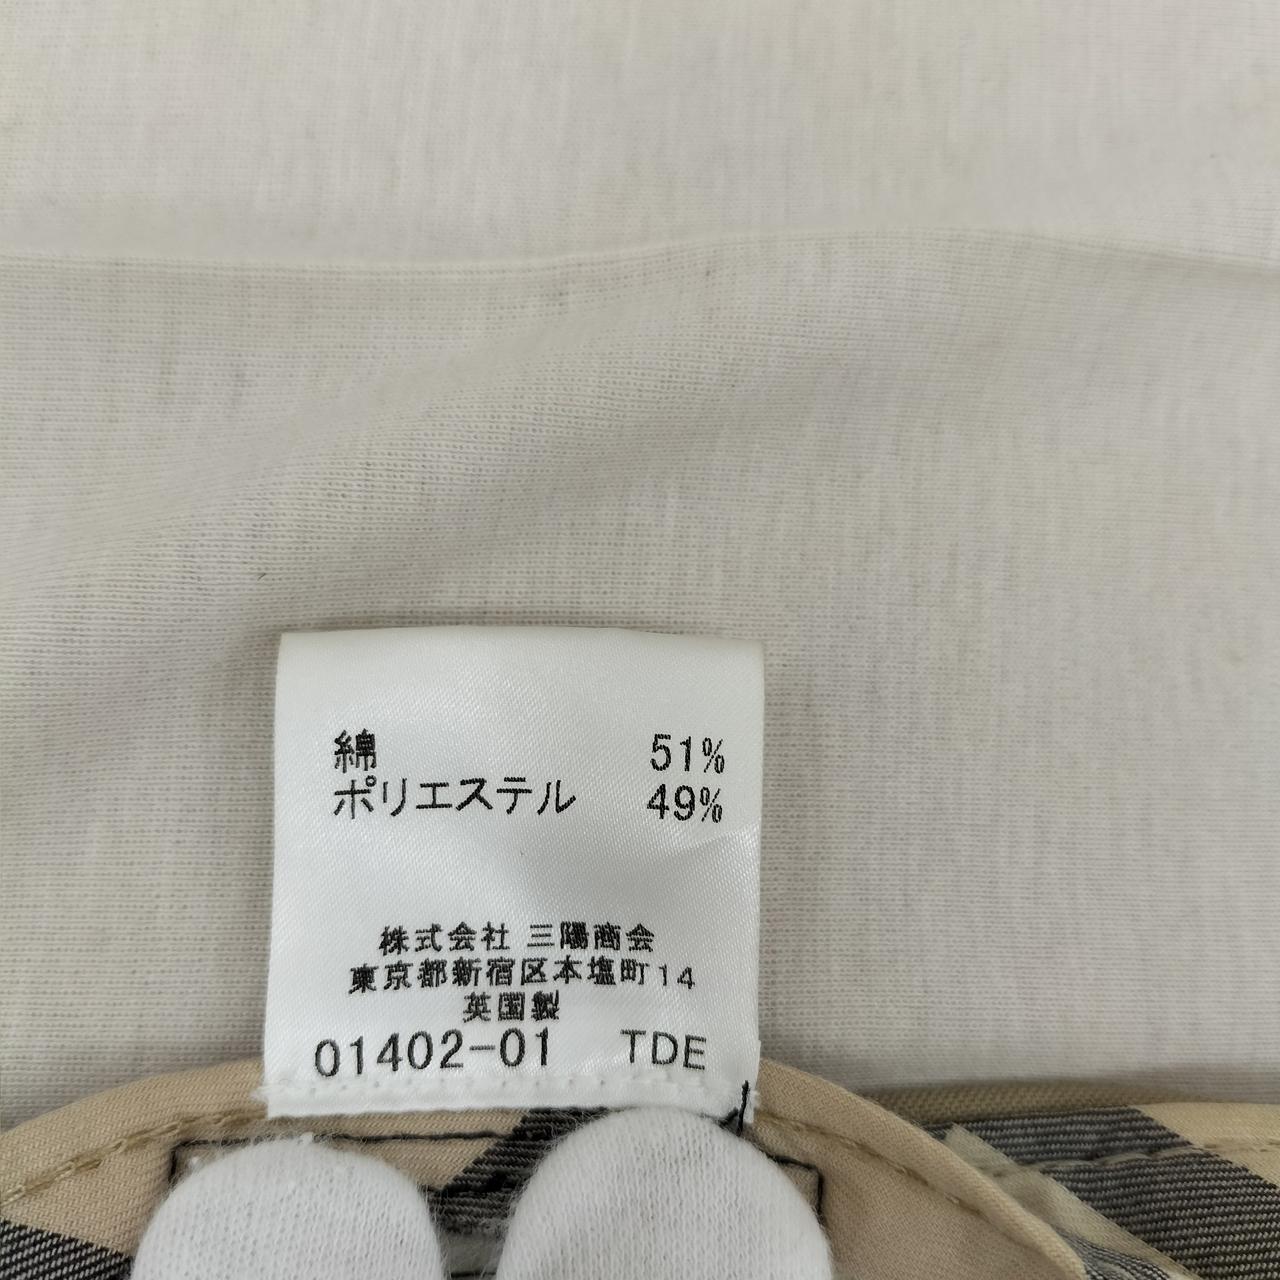 綿 51%
ポリエステル 49%
株式会社 三陽商会
東京都新宿区本塩町14
英国製
01402-01 TDE